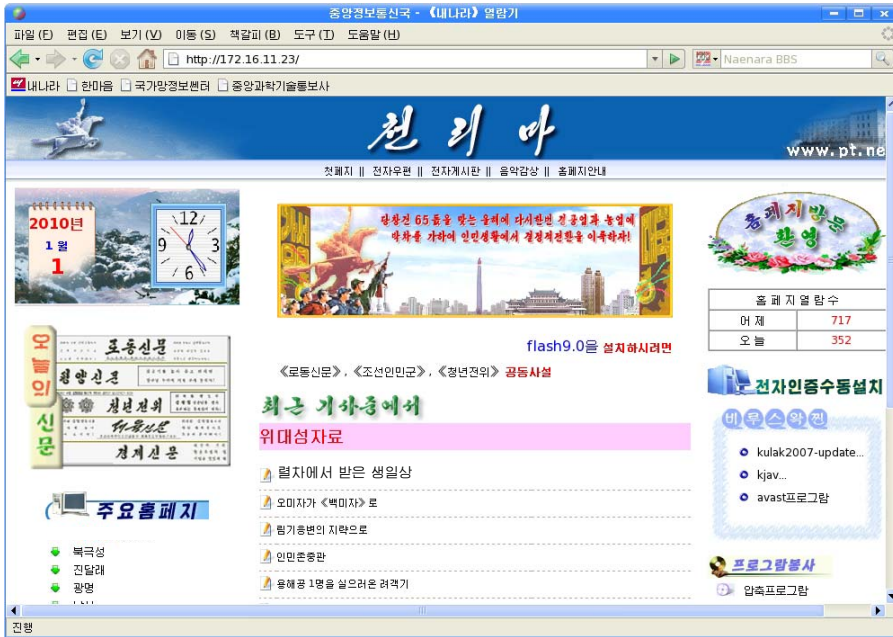 중앙정보통신국 - 《내나라》 열람기
파일(F) 편집(E) 보기(V) 이동(S) 책갈피(B) 도구(T) 도움말(H)
http://172.16.11.23/
Naenara BBS
내나라 한마음 국가망정보쎈터 중앙과학기술통보사
천리마
www.pt.ne
첫페지 || 전자우편 || 전자게시판 || 음악감상 || 홈페지안내
2010년
1월
1
12
3
6
9
당창건 65돐을 맞는 올해에 다시한번 경공업과 농업에
박차를 가하여 인민생활에서 결정적전환을 이룩하자!
홈페지방문
환영
홈페지열람수
어제 717
오늘 352
오늘의
신문
로동신문
평양신문
청년전위
경제신문
flash9.0을 설치하시려면
《로동신문》, 《조선인민군》, 《청년전위》 공동사설
최근 기사중에서
위대성자료
렬차에서 받은 생일상
오미자가 《백미자》로
림기응변의 지략으로
인민존중관
용해공 1명을 실으러온 려객기
전자인증수동설치
비루스왁찐
kulak2007-update...
kjav...
avast프로그람
프로그람봉사
압축프로그람
주요홈페지
북극성
진달래
광명
진행